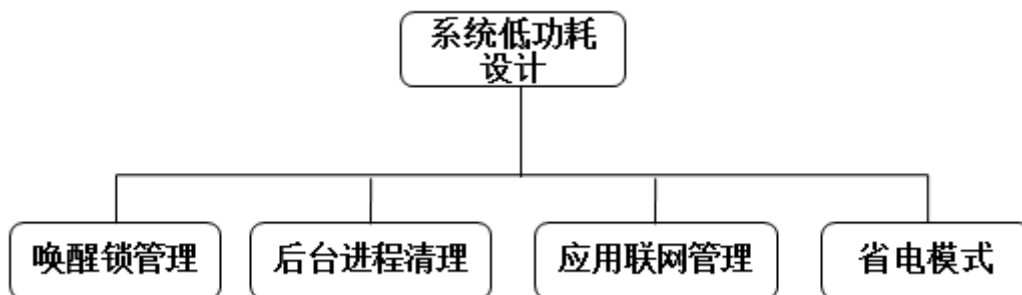 系统低功耗
设计
唤醒锁管理
后台进程清理
应用联网管理
省电模式